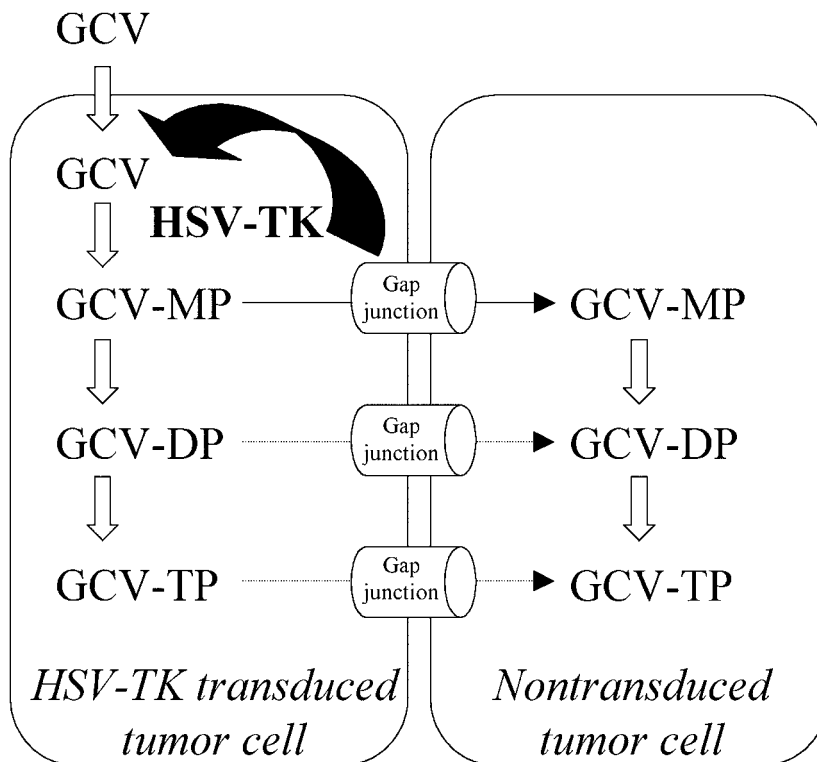 GCV
GCV
HSV-TK
GCV-MP
Gap
junction
GCV-MP
GCV-DP
Gap
junction
GCV-DP
GCV-TP
Gap
junction
GCV-TP
HSV-TK transduced
tumor cell
Nontransduced
tumor cell